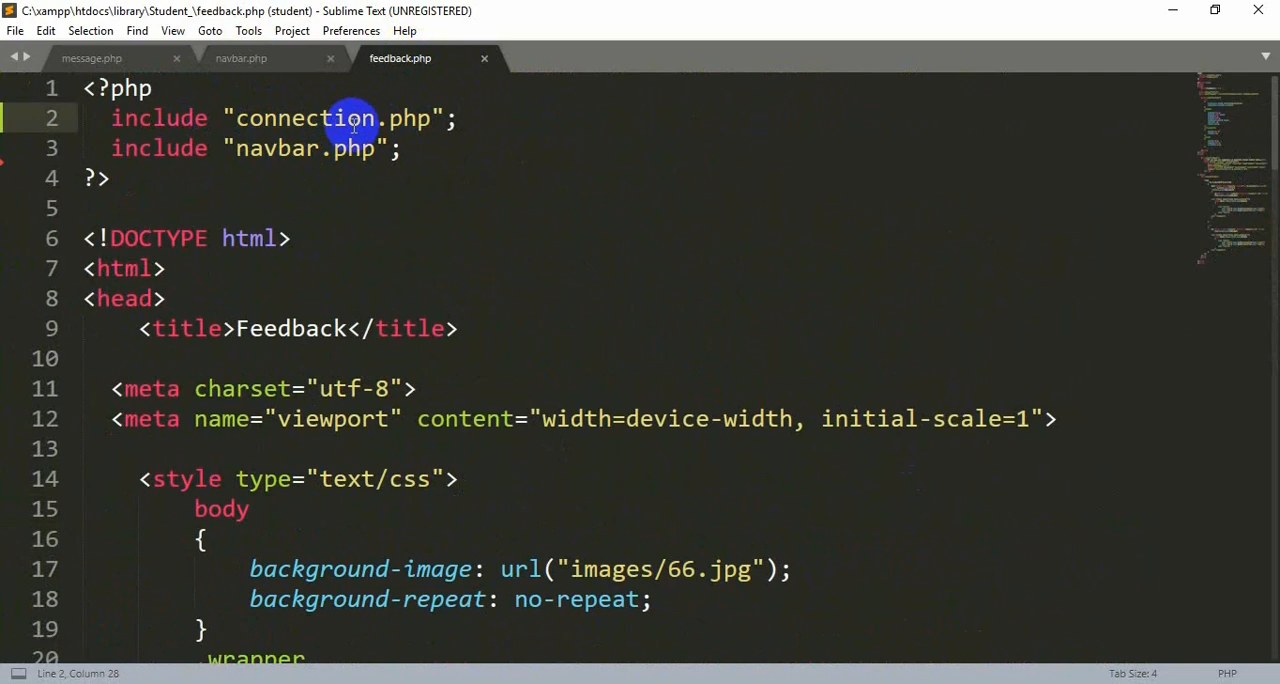 C:\xampp\htdocs\library\Student_\feedback.php (student) - Sublime Text (UNREGISTERED)
File Edit Selection Find View Goto Tools Project Preferences Help
message.php navbar.php feedback.php
1 <?php
2 include "connection.php";
3 include "navbar.php";
4 ?>
5
6 <!DOCTYPE html>
7 <html>
8 <head>
9 <title>Feedback</title>
10
11 <meta charset="utf-8">
12 <meta name="viewport" content="width=device-width, initial-scale=1">
13
14 <style type="text/css">
15 body
16 {
17 background-image: url("images/66.jpg");
18 background-repeat: no-repeat;
19 }
20 .wrapper
Line 2, Column 28 Tab Size: 4 PHP